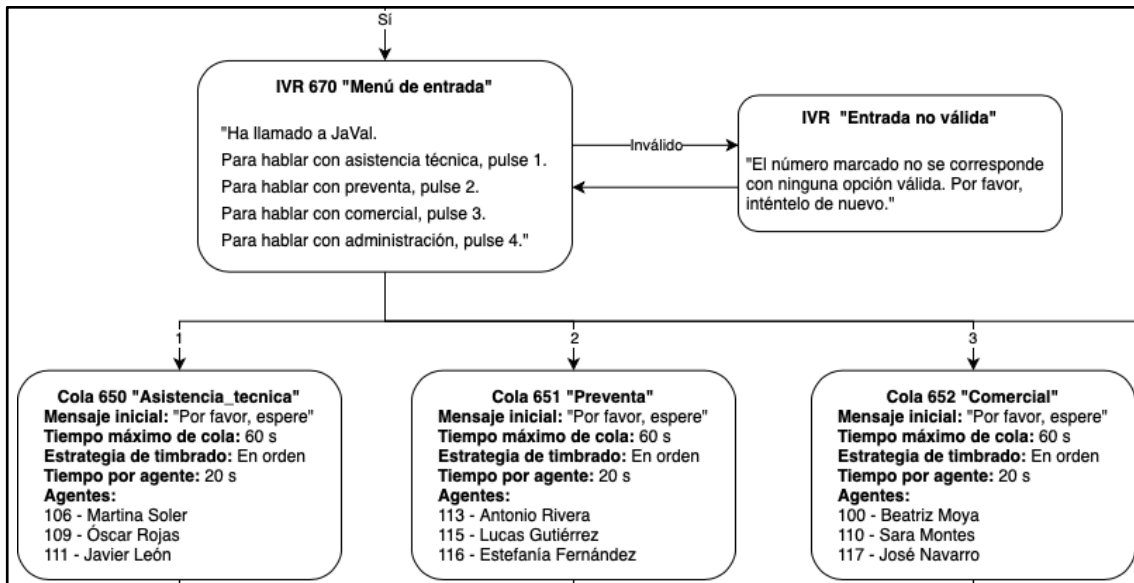 Sí
IVR 670 "Menú de entrada"
"Ha llamado a JaVal.
Para hablar con asistencia técnica, pulse 1.
Para hablar con preventa, pulse 2.
Para hablar con comercial, pulse 3.
Para hablar con administración, pulse 4."
Inválido
IVR "Entrada no válida"
"El número marcado no se corresponde
con ninguna opción válida. Por favor,
inténtelo de nuevo."
1
2
3
Cola 650 "Asistencia_tecnica"
Mensaje inicial: "Por favor, espere"
Tiempo máximo de cola: 60 s
Estrategia de timbrado: En orden
Tiempo por agente: 20 s
Agentes:
106 - Martina Soler
109 - Óscar Rojas
111 - Javier León
Cola 651 "Preventa"
Mensaje inicial: "Por favor, espere"
Tiempo máximo de cola: 60 s
Estrategia de timbrado: En orden
Tiempo por agente: 20 s
Agentes:
113 - Antonio Rivera
115 - Lucas Gutiérrez
116 - Estefanía Fernández
Cola 652 "Comercial"
Mensaje inicial: "Por favor, espere"
Tiempo máximo de cola: 60 s
Estrategia de timbrado: En orden
Tiempo por agente: 20 s
Agentes:
100 - Beatriz Moya
110 - Sara Montes
117 - José Navarro